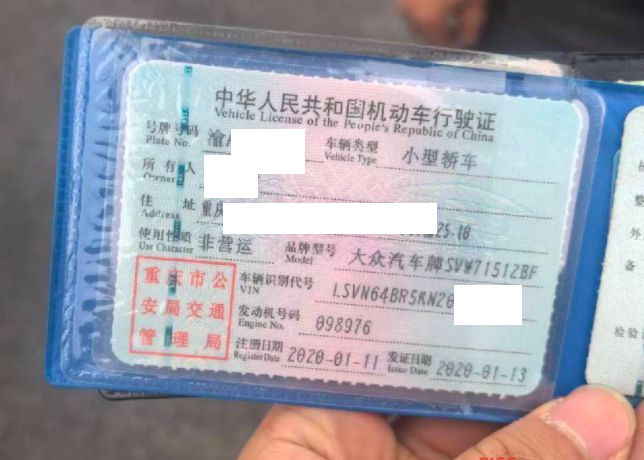 中华人民共和国机动车行驶证
Vehicle License of the People's Republic of China
号牌号码 渝 车辆类型 小型轿车
Plate No. Vehicle Type
所有人
Owner
住址 重庆
Address
使用性质 非营运 品牌型号 大众汽车牌SVW71512BF
Use Character Model
重庆市公
安局交通
管理局
车辆识别代号 LSVN64BR5KN20
VIN
发动机号码 098976
Engine No.
注册日期 2020-01-11 发证日期 2020-01-13
Register Date Issue Date
整
外
备
检验